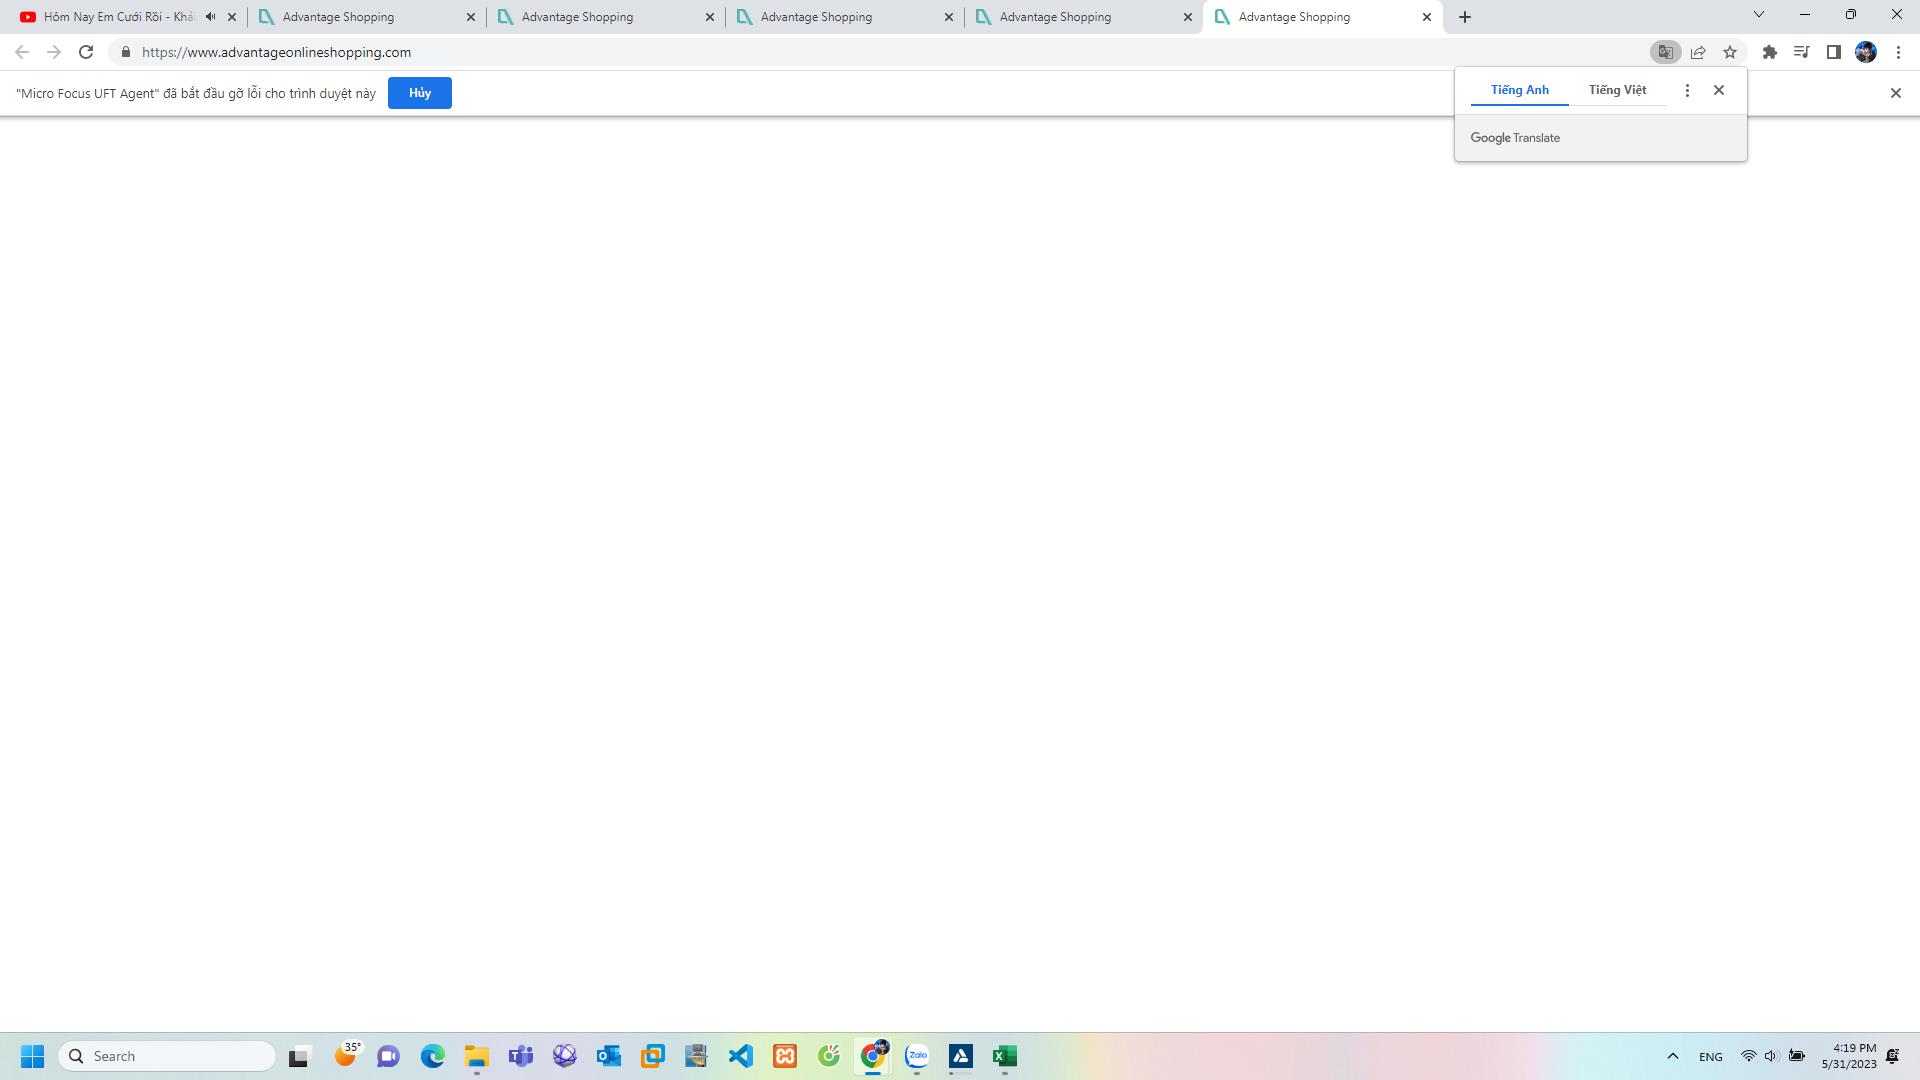 Hôm Nay Em Cưới Rồi - Khải
Advantage Shopping
Advantage Shopping
Advantage Shopping
Advantage Shopping
Advantage Shopping
https://www.advantageonlineshopping.com
"Micro Focus UFT Agent" đã bắt đầu gỡ lỗi cho trình duyệt này
Hủy
Tiếng Anh
Tiếng Việt
Google Translate
Search
35°
Zalo
ENG
4:19 PM
5/31/2023